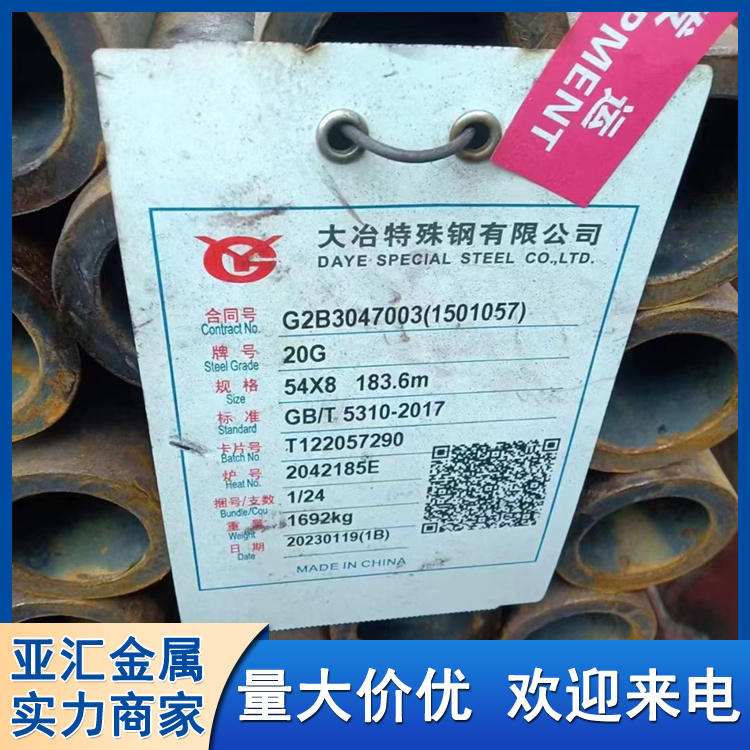 发运
PMENT
大冶特殊钢有限公司
DAYE SPECIAL STEEL CO.,LTD.
合同号 G2B3047003(1501057)
Contract No.
牌号 20G
Steel Grade
规格 54X8 183.6m
Size
标准 GB/T 5310-2017
Standard
卡片号 T122057290
Batch No.
炉号 2042185E
Heat No.
捆号/支数 1/24
Bundle/Cou
重量 1692kg
Weight
日期 20230119(1B)
Date
MADE IN CHINA
亚汇金属
实力商家
量大价优 欢迎来电